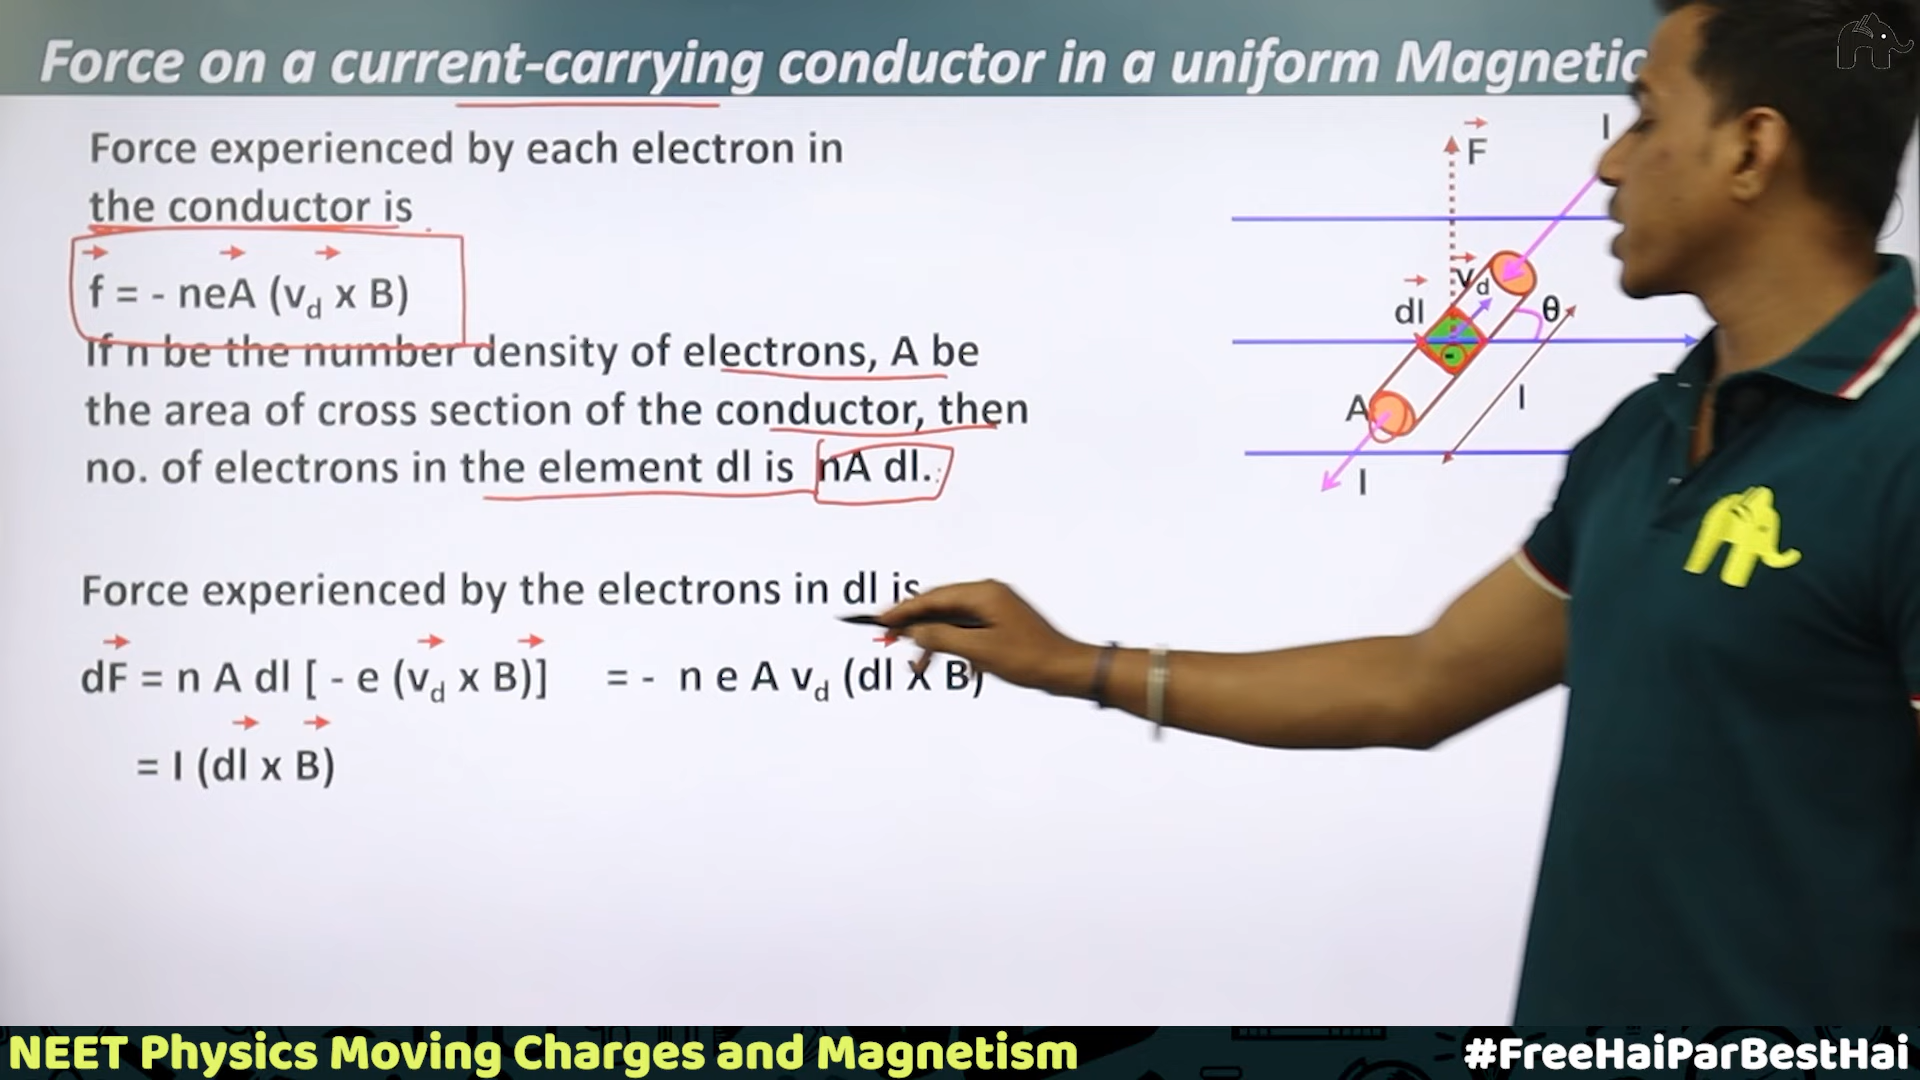 Force on a current-carrying conductor in a uniform Magnetic
Force experienced by each electron in
the conductor is
f = - neA (vd x B)
If n be the number density of electrons, A be
the area of cross section of the conductor, then
no. of electrons in the element dl is nA dl.
Force experienced by the electrons in dl is
dF = n A dl [ - e (vd x B)] = - n e A vd (dl x B)
= I (dl x B)
F
I
vd
dl
θ
-
A
l
I
NEET Physics Moving Charges and Magnetism
#FreeHaiParBestHai